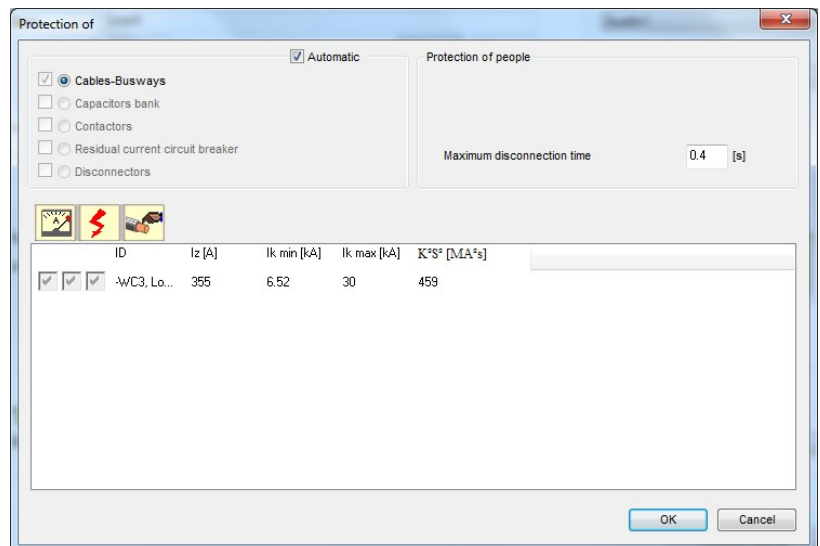 Protection of
Automatic
Protection of people
Cables-Busways
Capacitors bank
Contactors
Residual current circuit breaker
Disconnectors
Maximum disconnection time 0.4 [s]
A
ID Iz [A] Ik min [kA] Ik max [kA] K²S² [MA²s]
-WC3, Lo... 355 6.52 30 459
OK Cancel